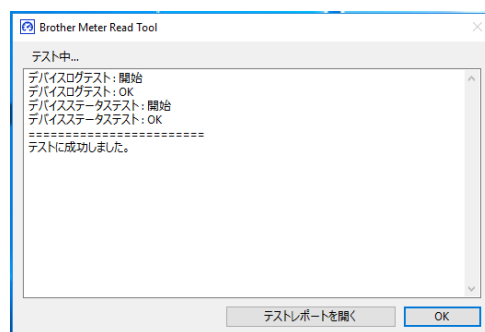 Brother Meter Read Tool
テスト中...
デバイスログテスト : 開始
デバイスログテスト : OK
デバイスステータステスト : 開始
デバイスステータステスト : OK
=========================
テストに成功しました。
テストレポートを開く
OK